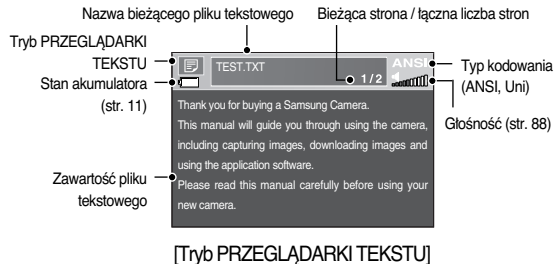 Nazwa bieżącego pliku tekstowego
Bieżąca strona / łączna liczba stron
Tryb PRZEGLĄDARKI
TEKSTU
Stan akumulatora
(str. 11)
TEST.TXT
1 / 2
ANSI
Typ kodowania
(ANSI, Uni)
Głośność (str. 88)
Thank you for buying a Samsung Camera.
This manual will guide you through using the camera,
including capturing images, downloading images and
using the application software.
Please read this manual carefully before using your
new camera.
Zawartość pliku
tekstowego
[Tryb PRZEGLĄDARKI TEKSTU]